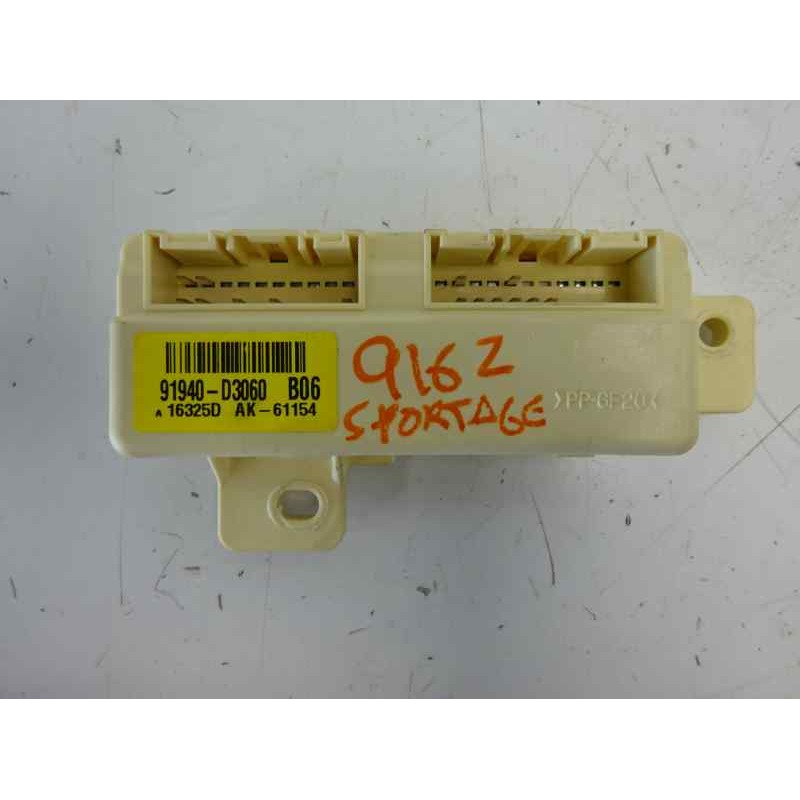 91940-D3060 B06
A 16325D AK-61154
916 Z
SPORTAGE
>PP-GF20<